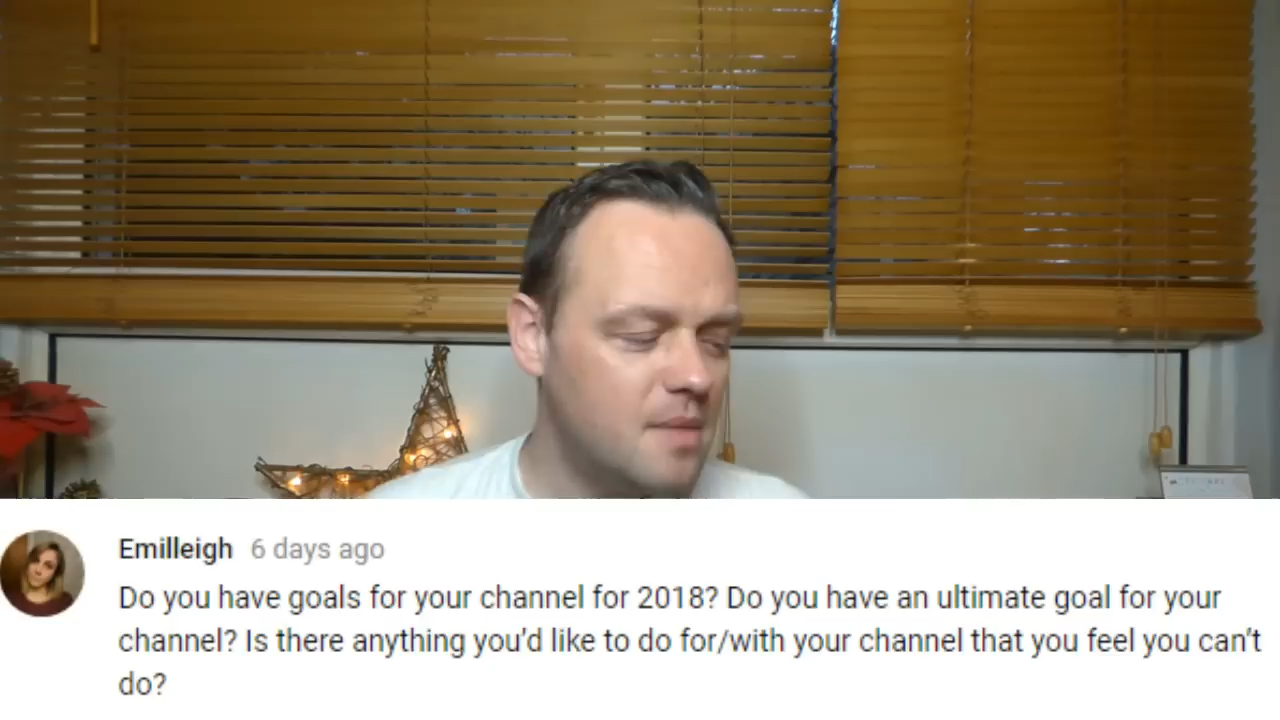 Emilleigh 6 days ago
Do you have goals for your channel for 2018? Do you have an ultimate goal for your
channel? Is there anything you'd like to do for/with your channel that you feel you can't
do?